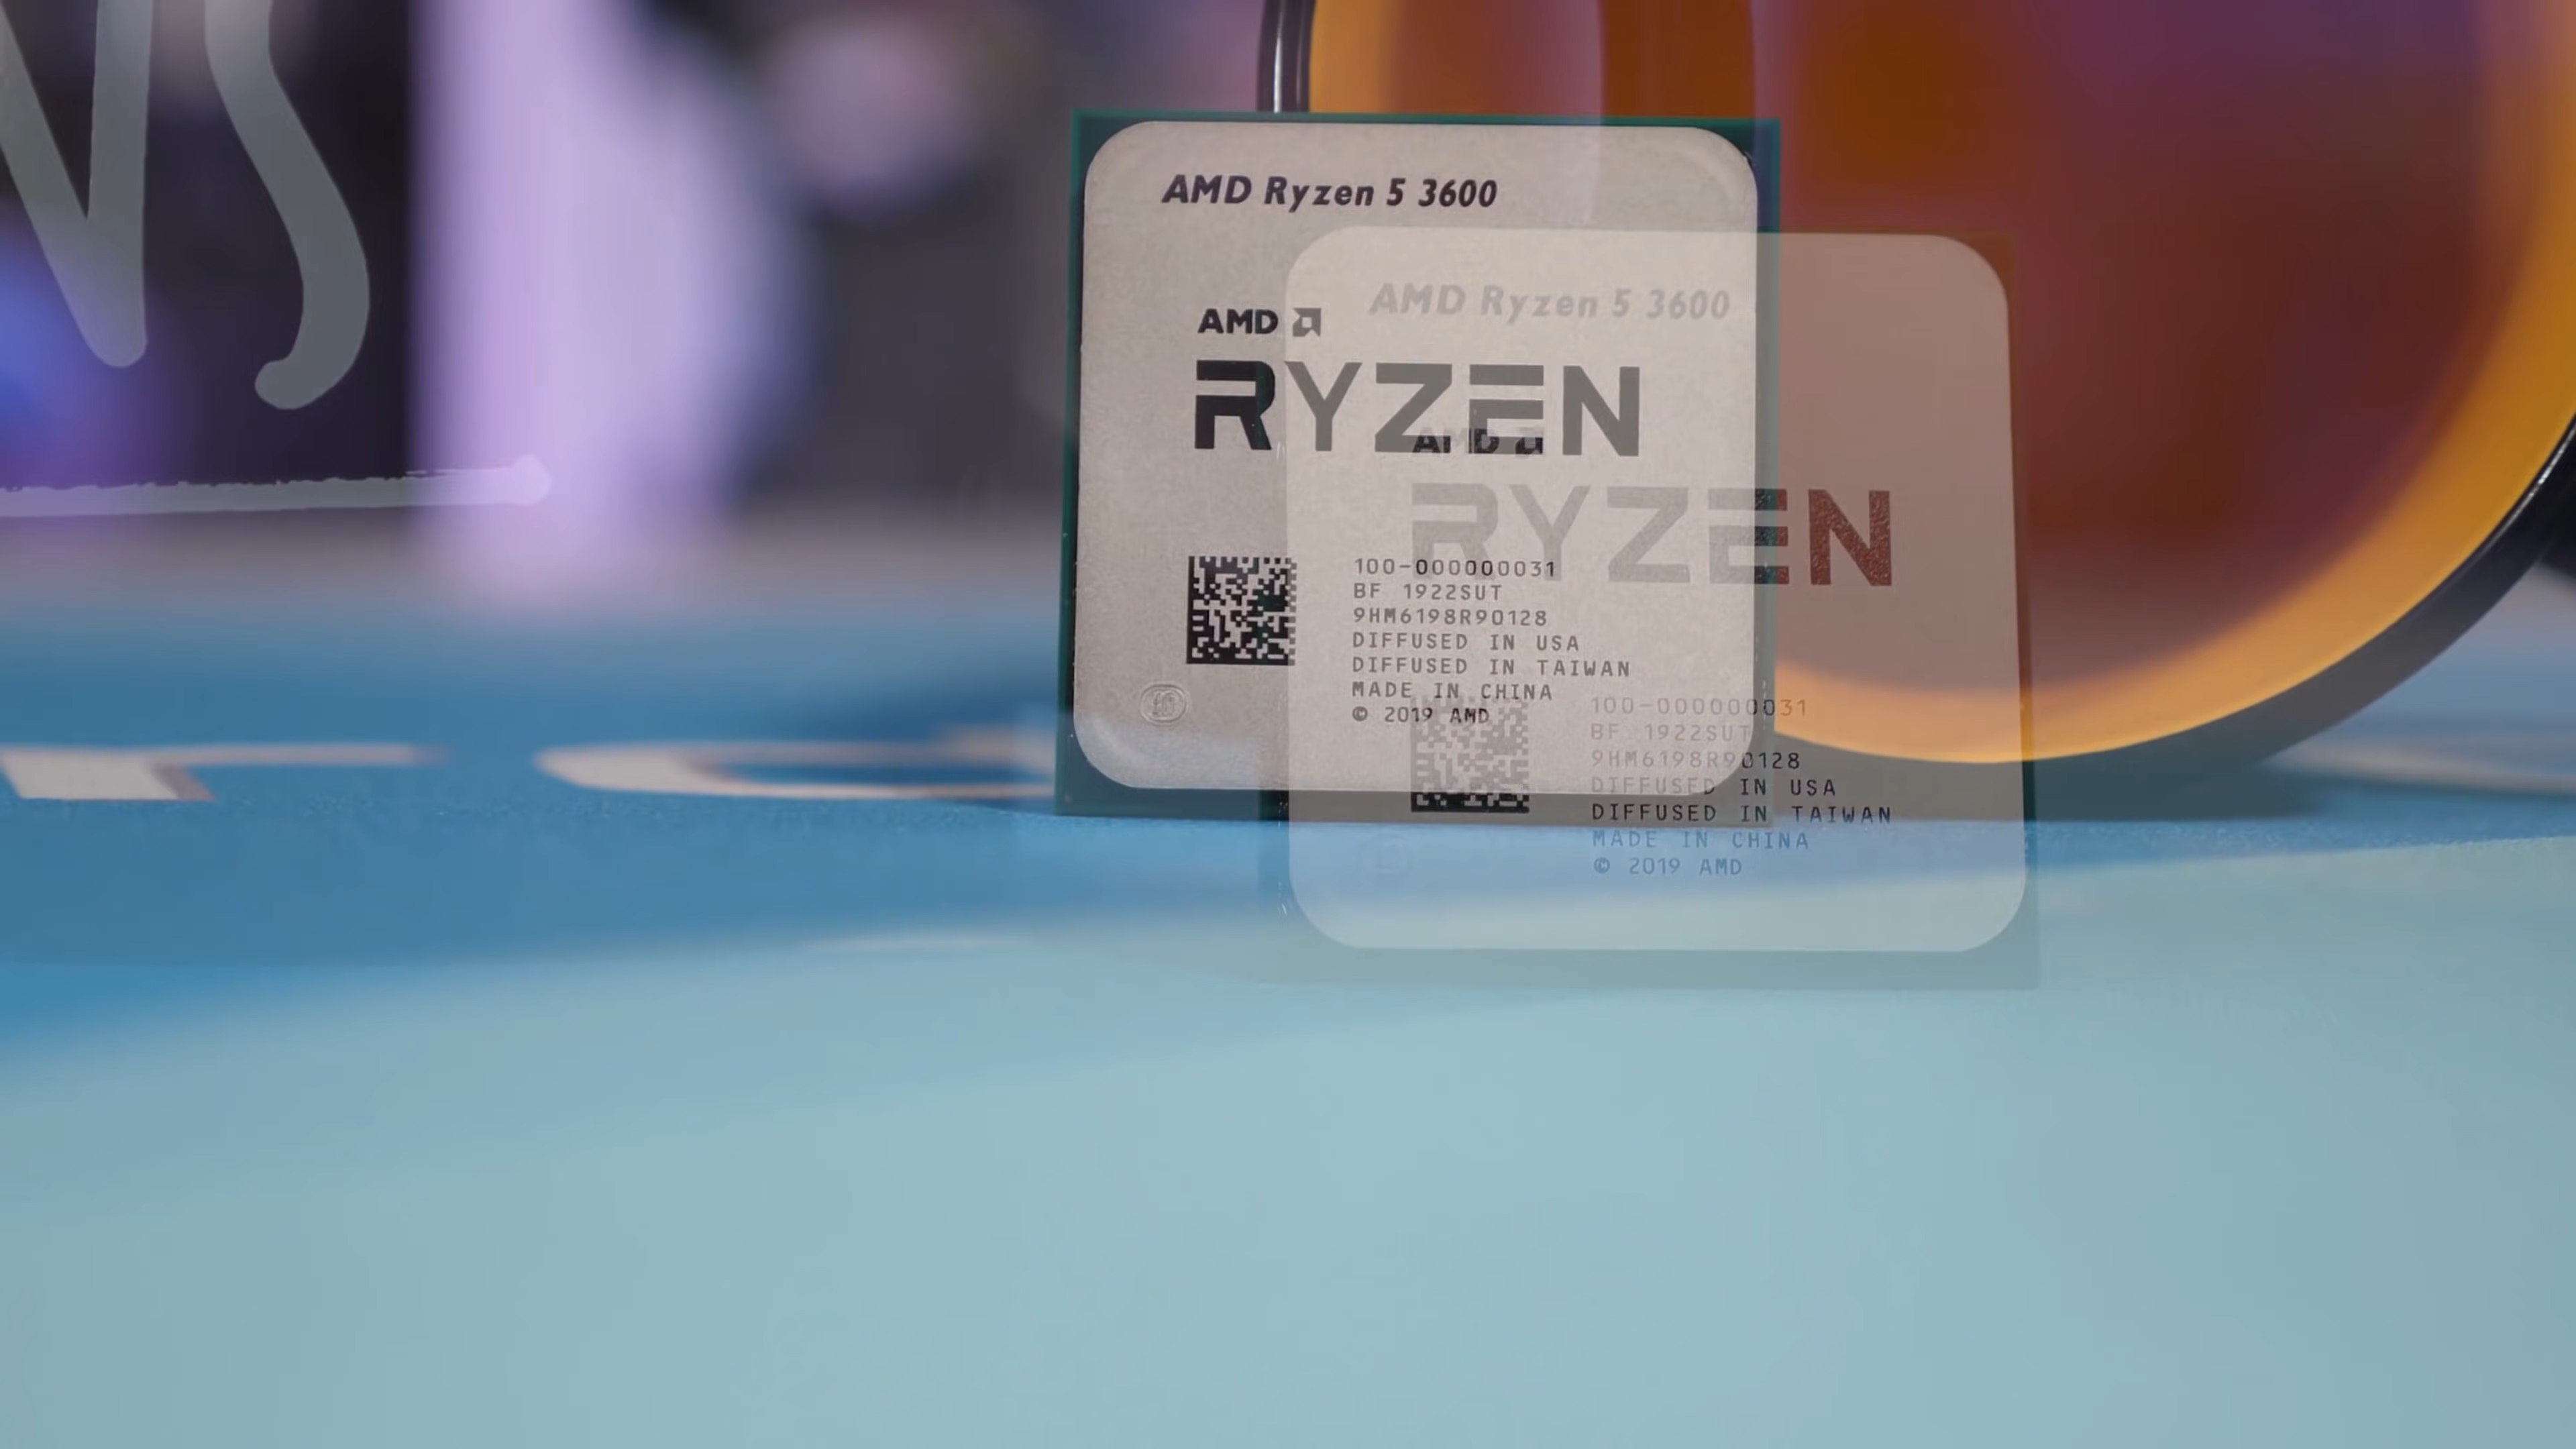 NS
AMD Ryzen 5 3600
AMD
RYZEN
100-000000031
BF 1922SUT
9HM6198R90128
DIFFUSED IN USA
DIFFUSED IN TAIWAN
MADE IN CHINA
© 2019 AMD
AMD Ryzen 5 3600
AMD
RYZEN
100-000000031
BF 1922SUT
9HM6198R90128
DIFFUSED IN USA
DIFFUSED IN TAIWAN
MADE IN CHINA
© 2019 AMD